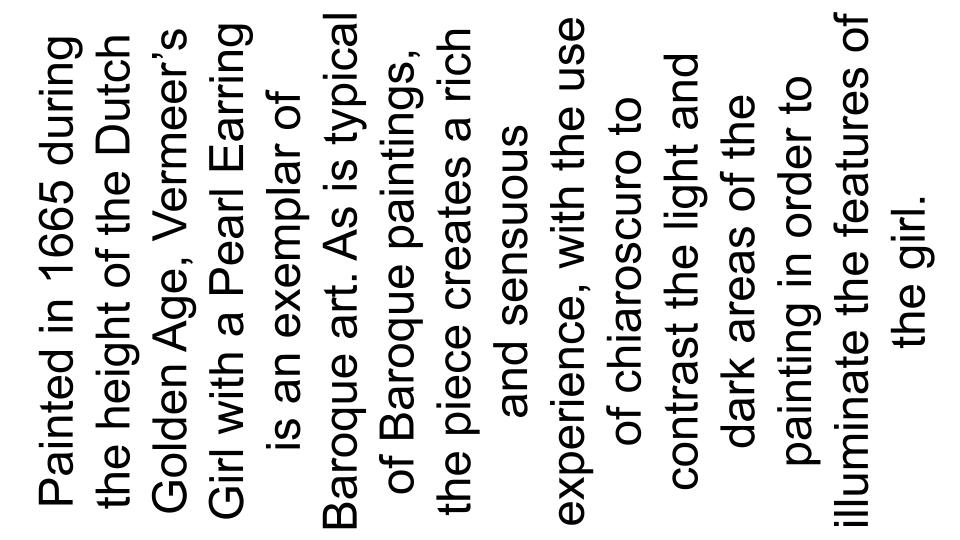 Painted in 1665 during
the height of the Dutch
Golden Age, Vermeer’s
Girl with a Pearl Earring
is an exemplar of
Baroque art. As is typical
of Baroque paintings,
the piece creates a rich
and sensuous
experience, with the use
of chiaroscuro to
contrast the light and
dark areas of the
painting in order to
illuminate the features of
the girl.